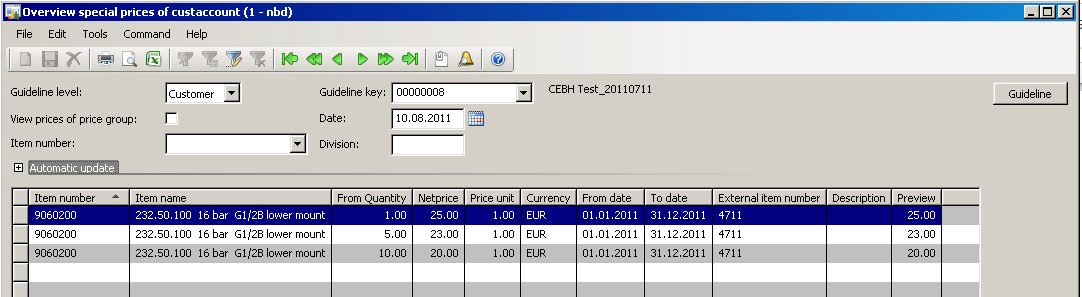 Overview special prices of custaccount (1 - nbd)
File Edit Tools Command Help
Guideline level: Customer Guideline key: 00000008 CEBH Test_20110711 Guideline
View prices of price group: Date: 10.08.2011
Item number: Division:
Automatic update
Item number Item name From Quantity Netprice Price unit Currency From date To date External item number Description Preview
9060200 232.50.100 16 bar G1/2B lower mount 1.00 25.00 1.00 EUR 01.01.2011 31.12.2011 4711 25.00
9060200 232.50.100 16 bar G1/2B lower mount 5.00 23.00 1.00 EUR 01.01.2011 31.12.2011 4711 23.00
9060200 232.50.100 16 bar G1/2B lower mount 10.00 20.00 1.00 EUR 01.01.2011 31.12.2011 4711 20.00